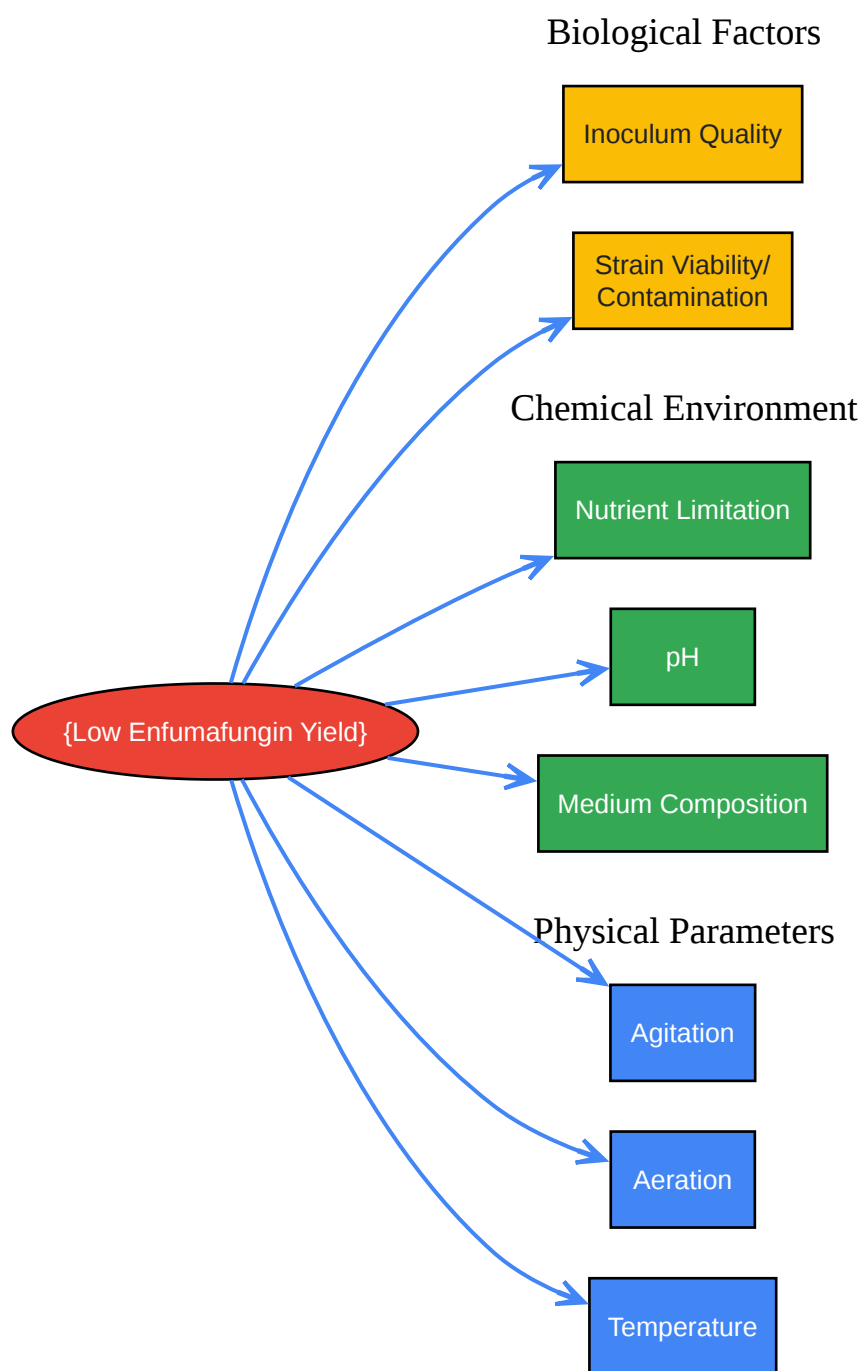 Biological Factors
Inoculum Quality
Strain Viability/
Contamination
Chemical Environment
Nutrient Limitation
pH
{Low Enfumafungin Yield}
Medium Composition
Physical Parameters
Agitation
Aeration
Temperature